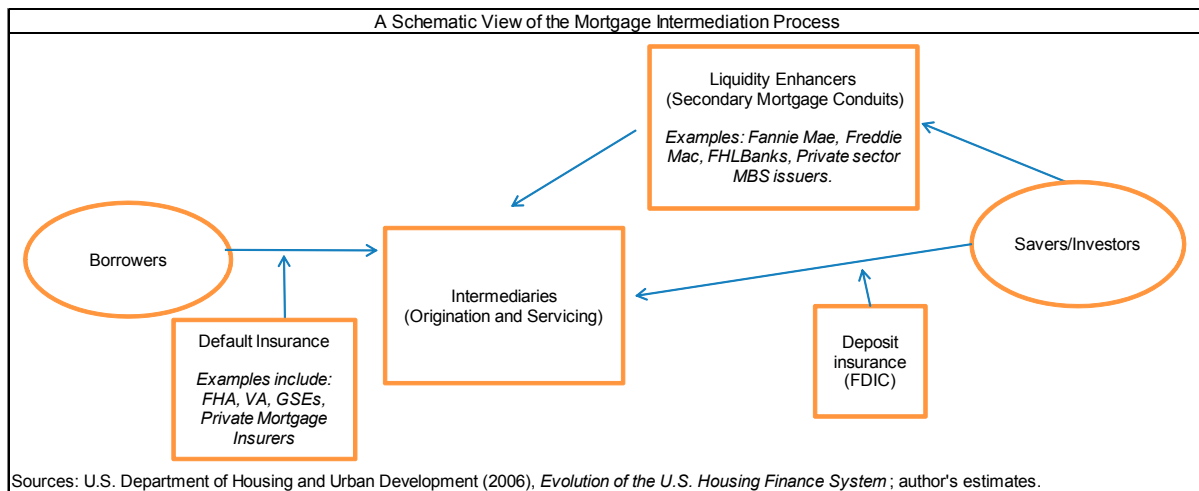 A Schematic View of the Mortgage Intermediation Process
Liquidity Enhancers
(Secondary Mortgage Conduits)
Examples: Fannie Mae, Freddie
Mac, FHLBanks, Private sector
MBS issuers.
Borrowers
Savers/Investors
Intermediaries
(Origination and Servicing)
Default Insurance
Examples include:
FHA, VA, GSEs,
Private Mortgage
Insurers
Deposit
insurance
(FDIC)
Sources: U.S. Department of Housing and Urban Development (2006), Evolution of the U.S. Housing Finance System; author's estimates.